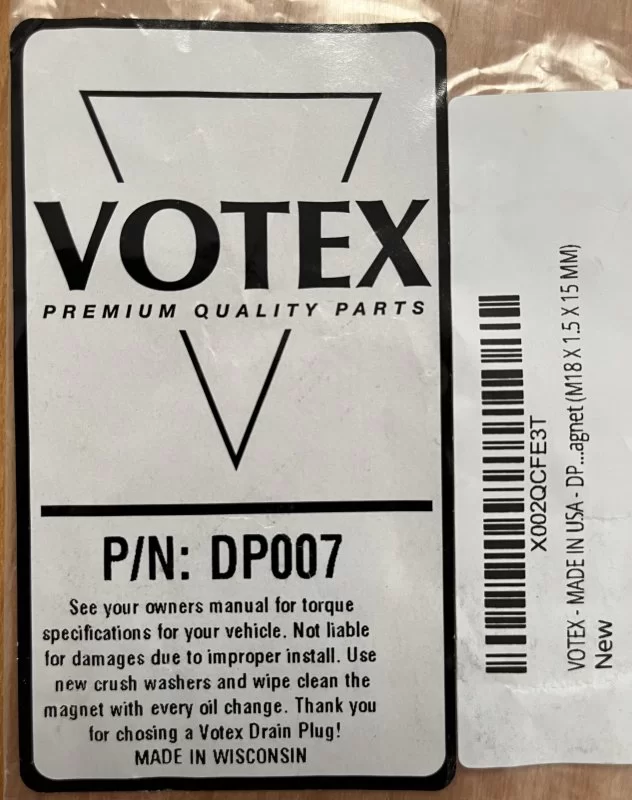 VOTEX
PREMIUM QUALITY PARTS
P/N: DP007
See your owners manual for torque
specifications for your vehicle. Not liable
for damages due to improper install. Use
new crush washers and wipe clean the
magnet with every oil change. Thank you
for chosing a Votex Drain Plug!
MADE IN WISCONSIN
X002QCFE3T
VOTEX - MADE IN USA - DP...agnet (M18 X 1.5 X 15 MM)
New